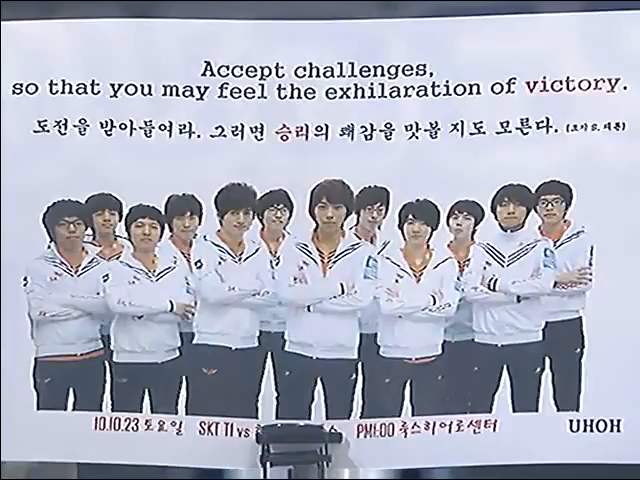 Accept challenges,
so that you may feel the exhilaration of victory.
도전을 받아들여라. 그러면 승리의 쾌감을 맛볼 지도 모른다.
10.10.23 토요일 SKT T1 vs PM1:00 룩스히어로센터
UHOH